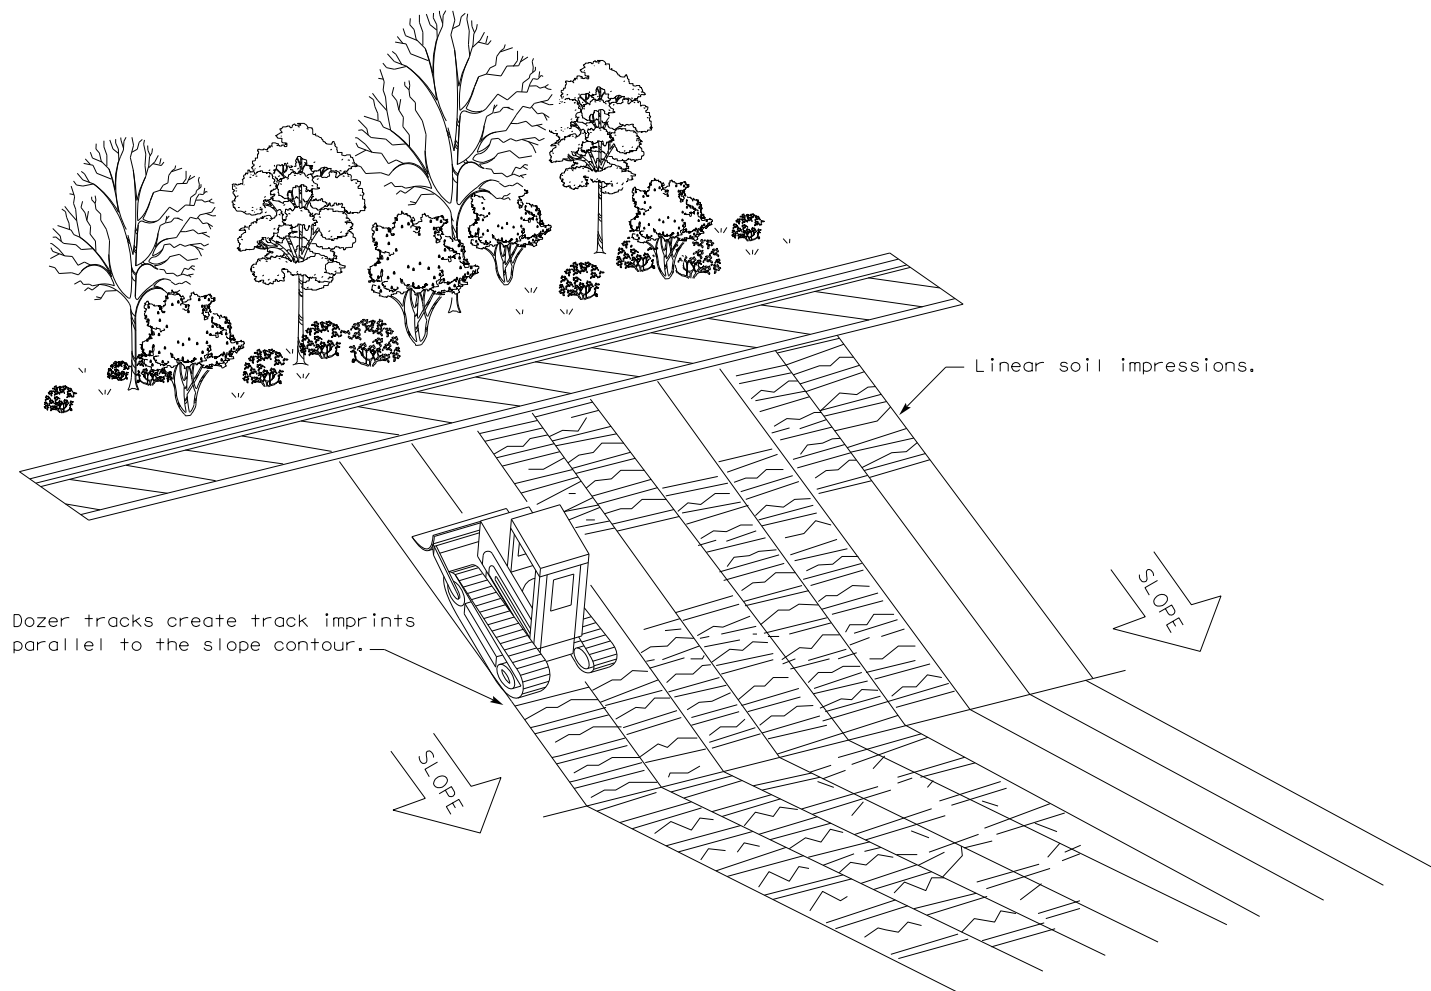 Linear soil impressions.
SLOPE
Dozer tracks create track imprints
parallel to the slope contour.
SLOPE